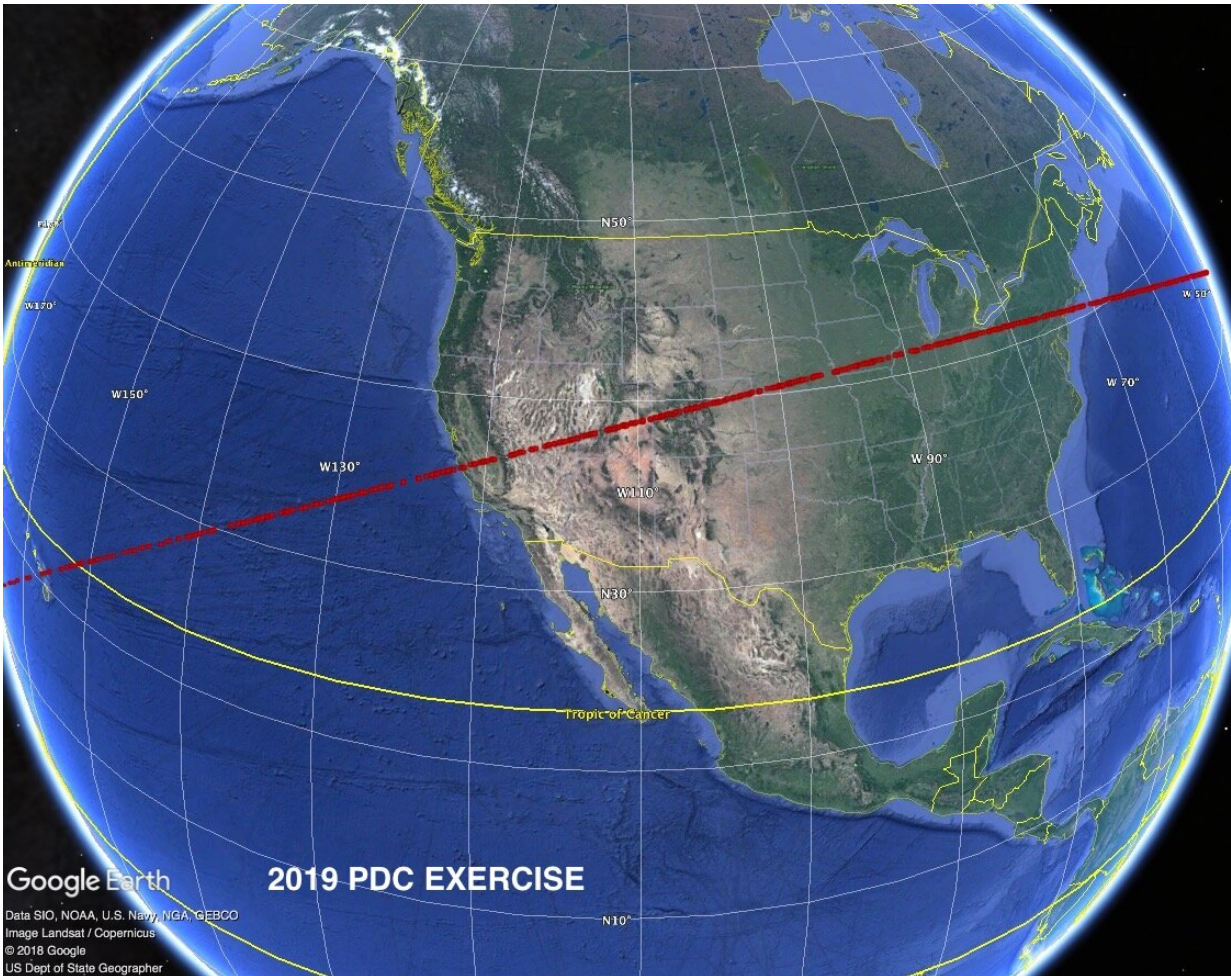 N50°
Antimeridian
W170°
W 50°
W150°
W 70°
W130°
W 90°
W110°
N30°
Tropic of Cancer
Google Earth
2019 PDC EXERCISE
Data SIO, NOAA, U.S. Navy, NGA, GEBCO
Image Landsat / Copernicus
© 2018 Google
US Dept of State Geographer
N10°